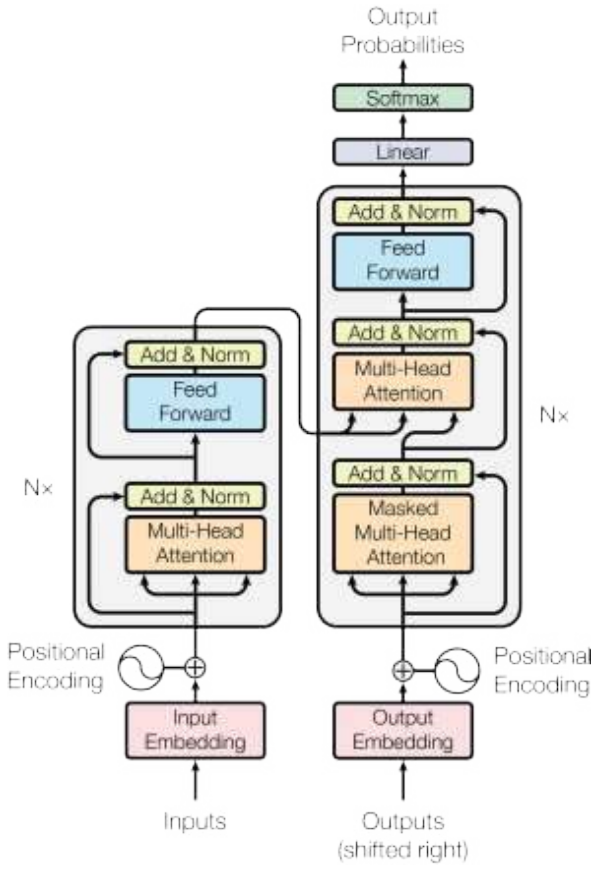 Output
Probabilities
Softmax
Linear
Add & Norm
Feed
Forward
Add & Norm
Multi-Head
Attention
Add & Norm
Masked
Multi-Head
Attention
N×
Add & Norm
Feed
Forward
N×
Add & Norm
Multi-Head
Attention
Positional
Encoding
Positional
Encoding
Input
Embedding
Output
Embedding
Inputs
Outputs
(shifted right)